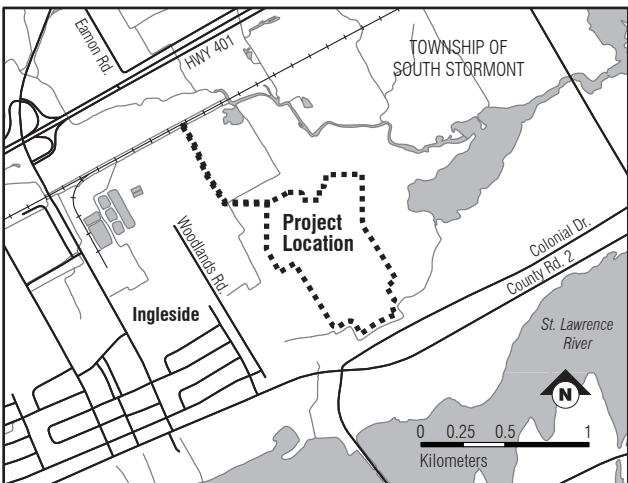 Eamon Rd.
HWY 401
TOWNSHIP OF
SOUTH STORMONT
Woodlands Rd.
Project
Location
Ingleside
Colonial Dr.
County Rd. 2
St. Lawrence
River
N
0 0.25 0.5 1
Kilometers